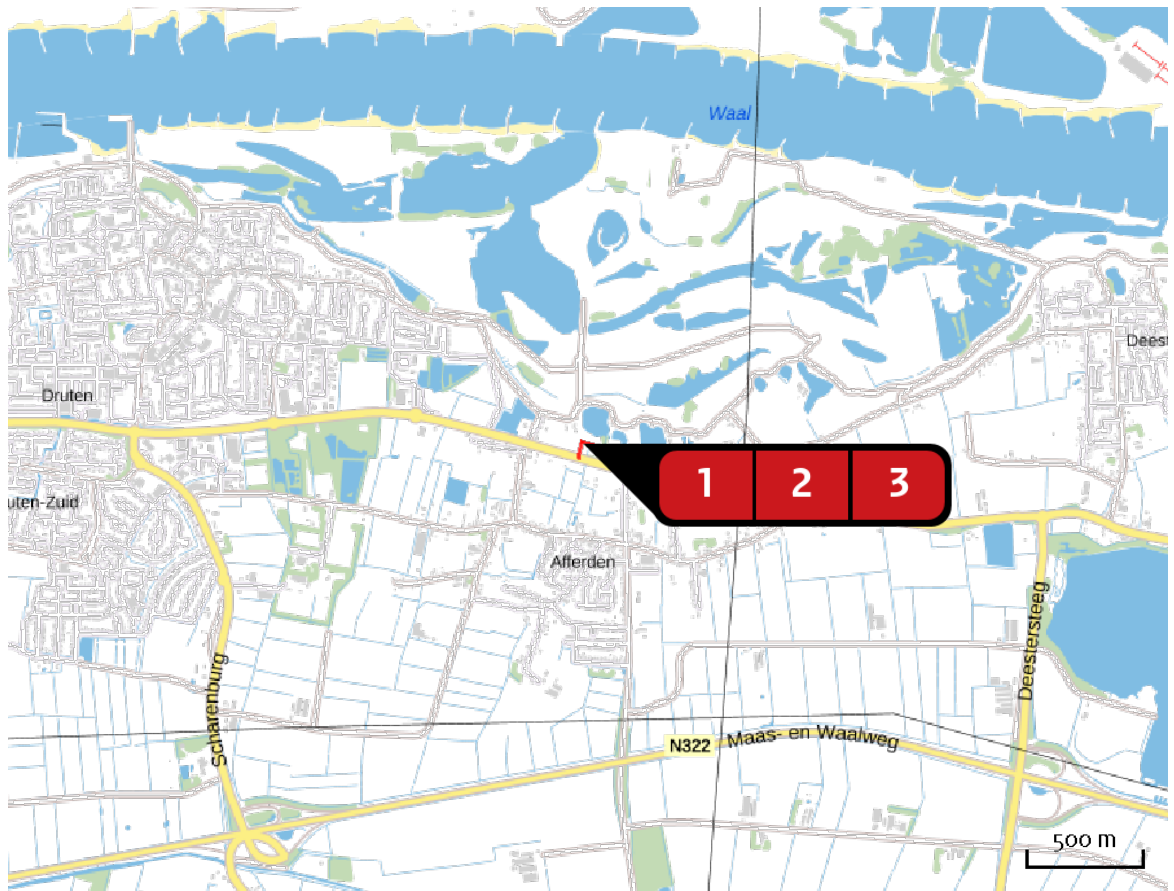 Waal
Deest
Druten
1 2 3
uten-Zuid
Afferden
Deestersteeg
Scharenburg
N322
Maas- en Waalweg
500 m